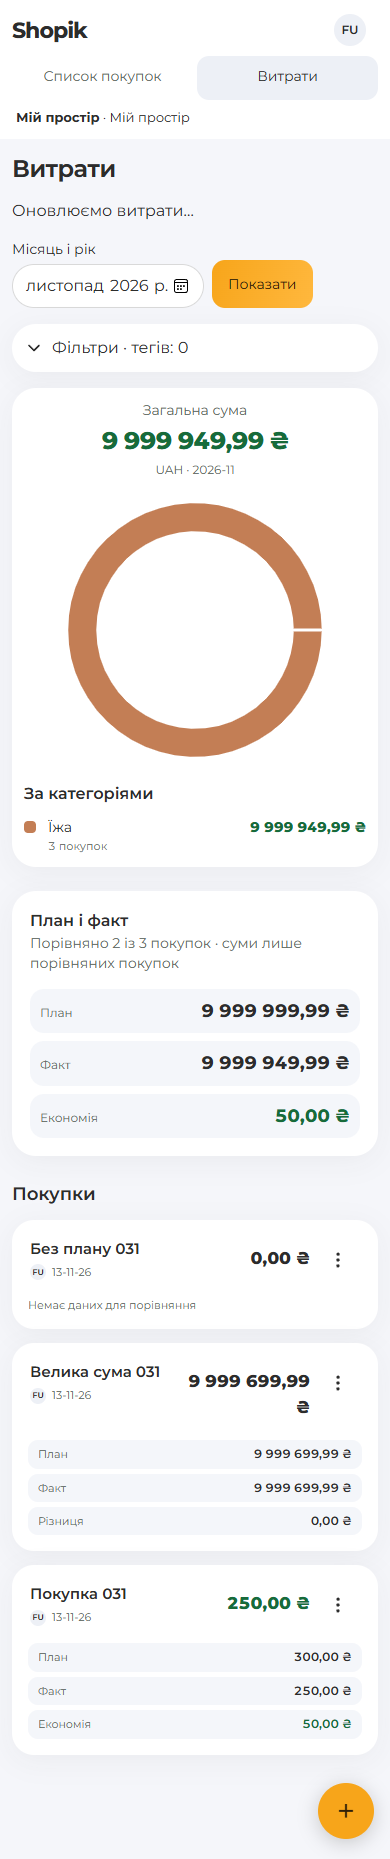 Shopik
FU
Список покупок
Витрати
Мій простір · Мій простір
Витрати
Оновлюємо витрати...
Місяць і рік
листопад 2026 р.
Показати
Фільтри · тегів: 0
Загальна сума
9 999 949,99 ₴
UAH · 2026-11
За категоріями
Їжа
9 999 949,99 ₴
3 покупок
План і факт
Порівняно 2 із 3 покупок · суми лише
порівняних покупок
План
9 999 999,99 ₴
Факт
9 999 949,99 ₴
Економія
50,00 ₴
Покупки
Без плану 031
0,00 ₴
FU 13-11-26
Немає даних для порівняння
Велика сума 031
9 999 699,99
₴
FU 13-11-26
План
9 999 699,99 ₴
Факт
9 999 699,99 ₴
Різниця
0,00 ₴
Покупка 031
250,00 ₴
FU 13-11-26
План
300,00 ₴
Факт
250,00 ₴
Економія
50,00 ₴
+